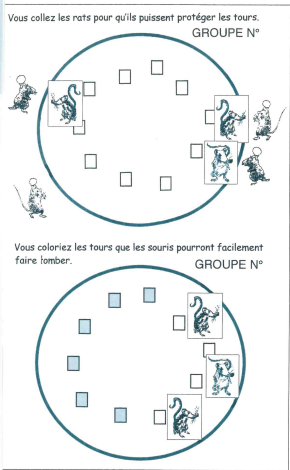 Vous collez les rats pour qu'ils puissent protéger les tours.
GROUPE N°
Vous coloriez les tours que les souris pourront facilement
faire tomber.
GROUPE N°